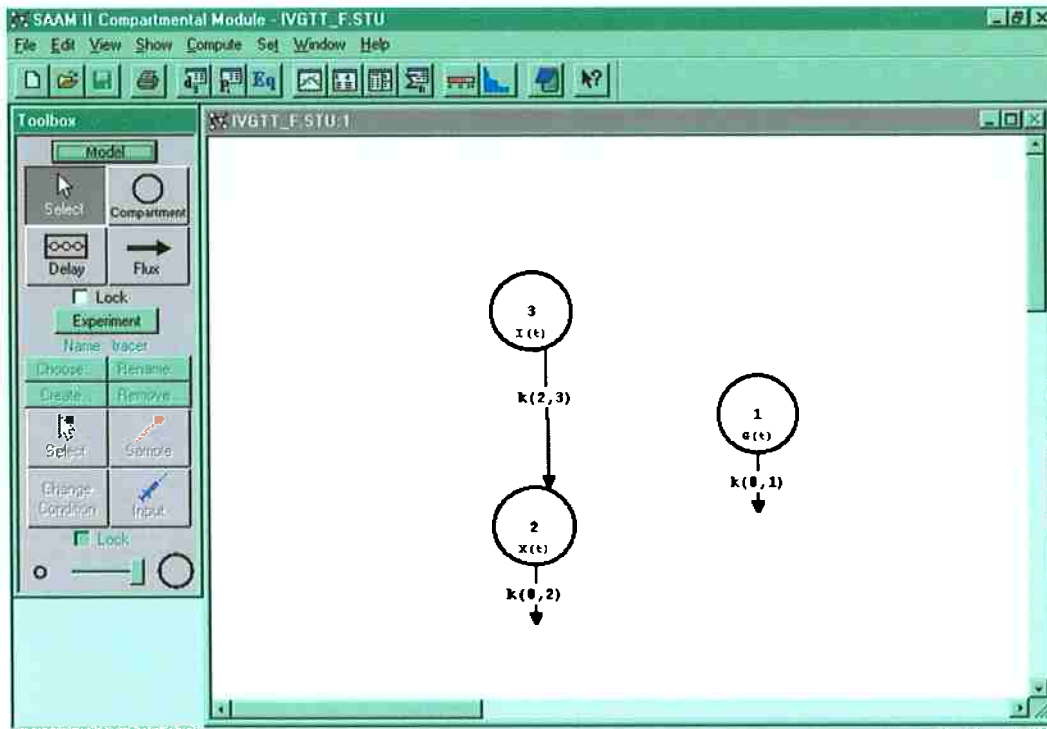 SAAM II Compartmental Module - IVGTT_F.STU
File Edit View Show Compute Set Window Help
Eq
Toolbox
IVGTT_F.STU:1
Model
Select
Compartment
Delay
Flux
Lock
Experiment
Name: tracer
Choose...
Rename...
Create...
Remove...
Select
Sample
Change Condition
Input
Lock
3
I(t)
k(2,3)
1
G(t)
k(0,1)
2
X(t)
k(0,2)